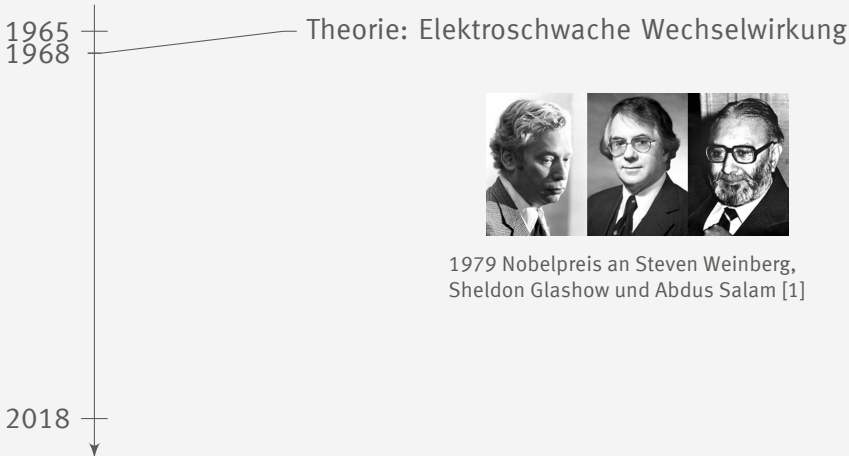 1965
Theorie: Elektroschwache Wechselwirkung
1968
1979 Nobelpreis an Steven Weinberg,
Sheldon Glashow und Abdus Salam [1]
2018